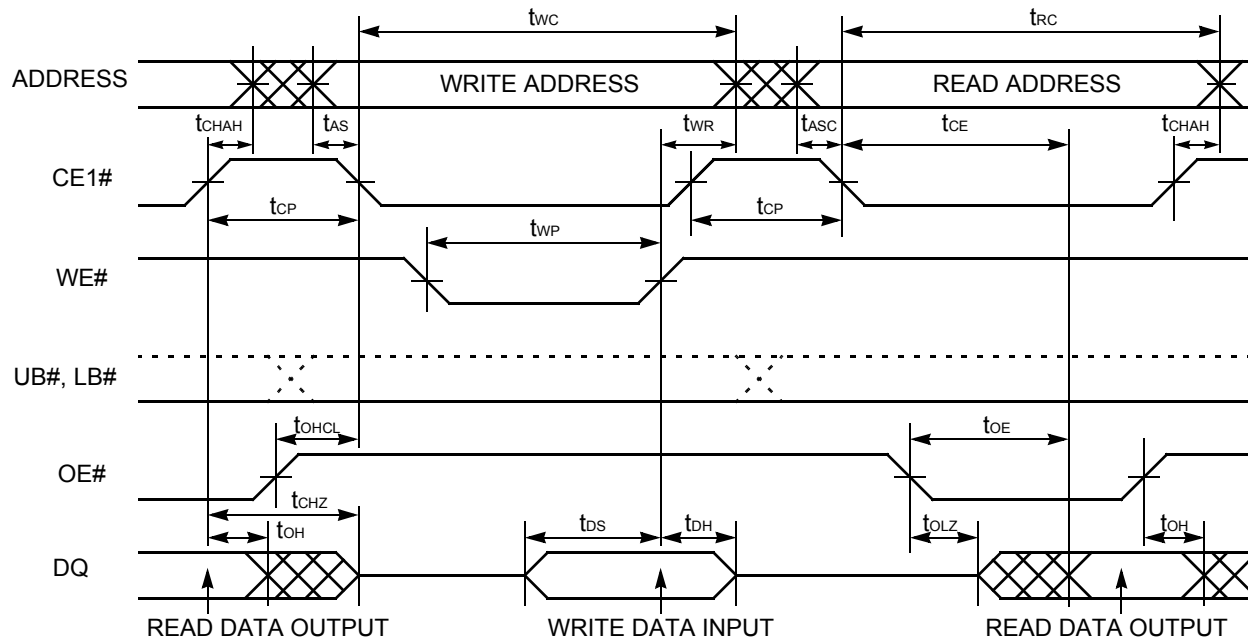 tWC tRC
ADDRESS WRITE ADDRESS READ ADDRESS
tCHAH tAS tWR tASC tCE tCHAH
CE1#
tCP tCP
tWP
WE#
UB#, LB#
tOHCL tOE
OE#
tCHZ
tOH tDS tDH tOLZ tOH
DQ
READ DATA OUTPUT WRITE DATA INPUT READ DATA OUTPUT